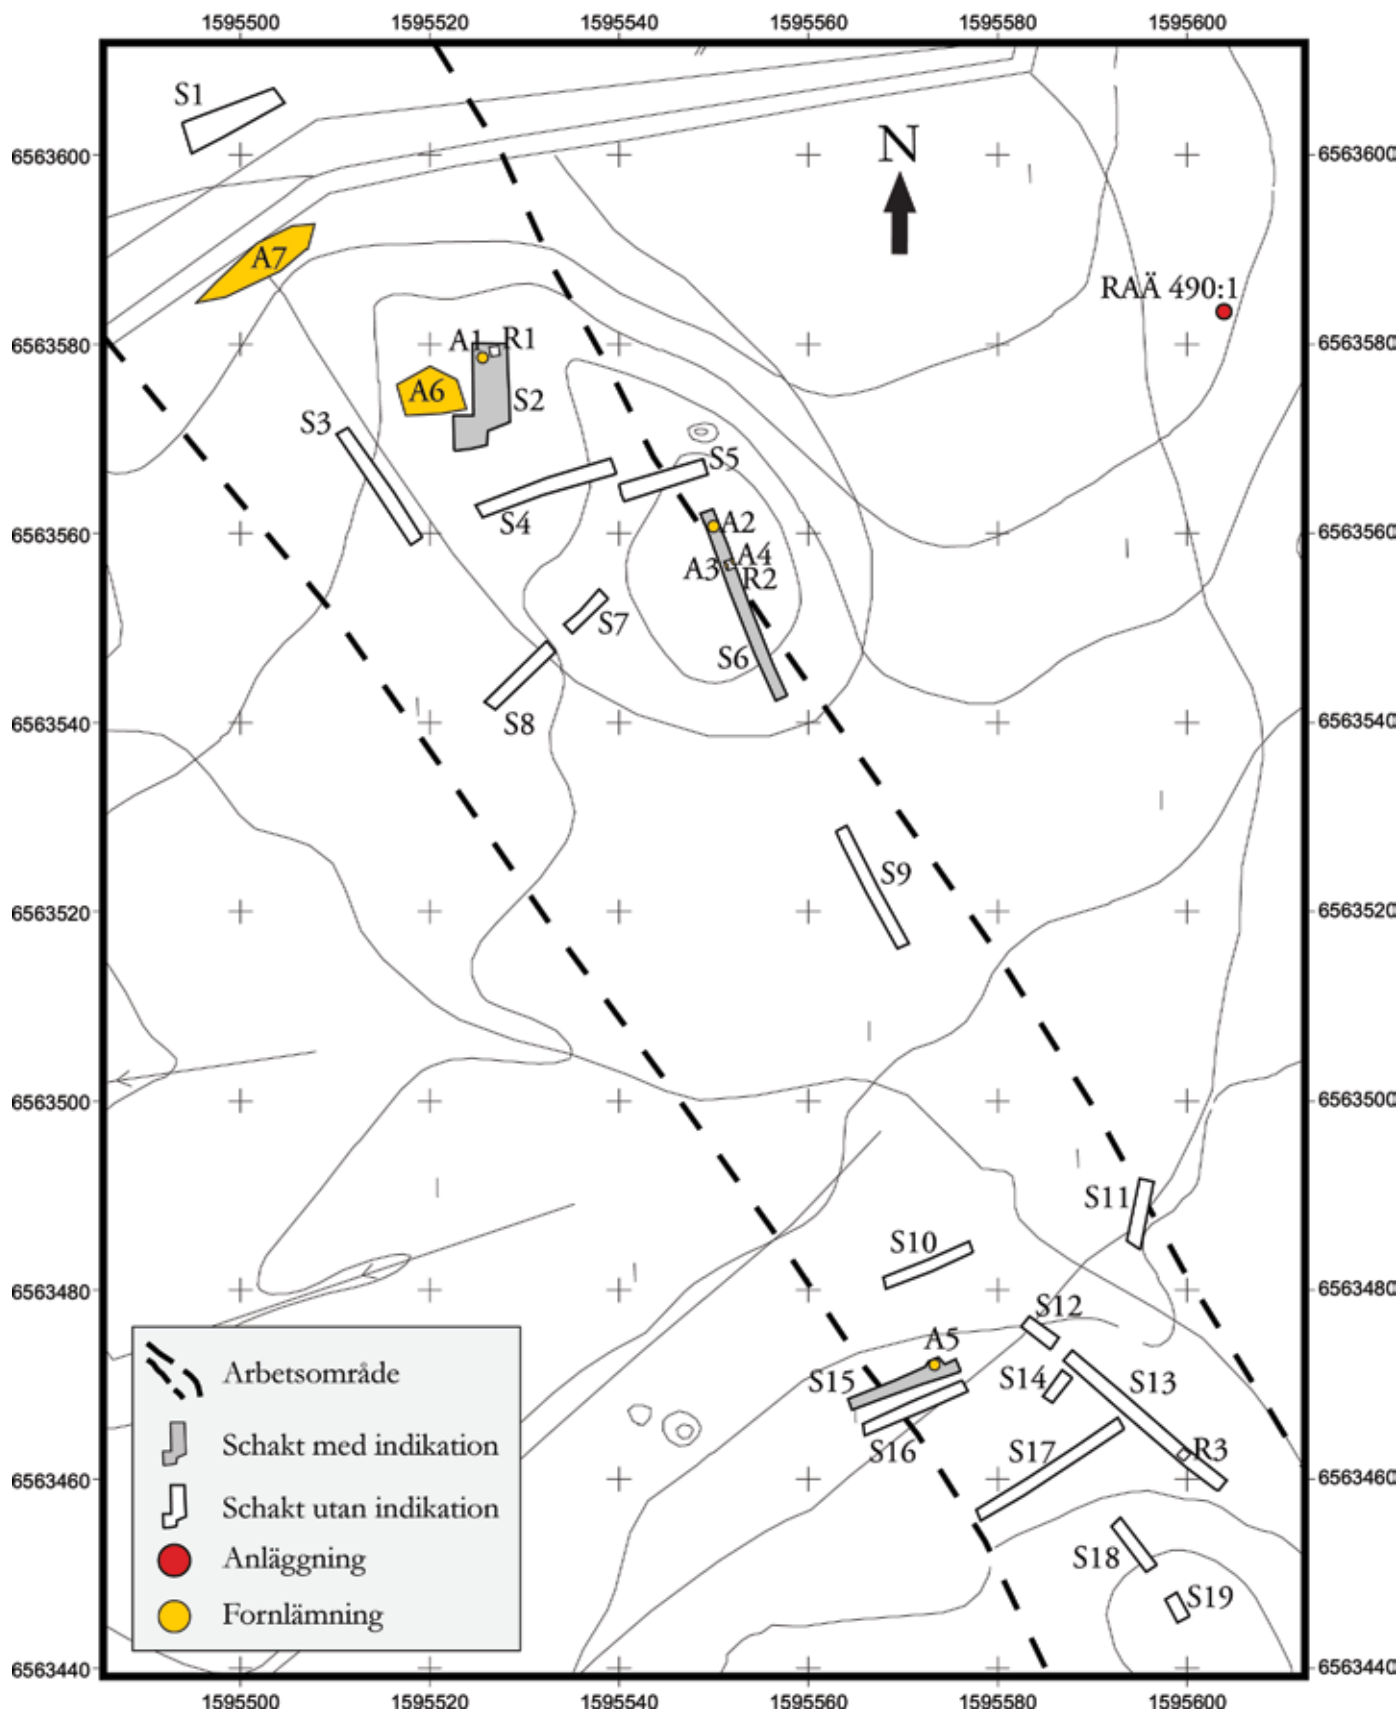 1595500 1595520 1595540 1595560 1595580 1595600
S1
6563600 6563600
N
A7
RAÄ 490:1
6563580 6563580
A1 R1
A6 S2
S3
S5
S4
6563560 A2 6563560
A3 A4
R2
S7
S6
S8
6563540 6563540
S9
6563520 6563520
6563500 6563500
S11
S10
6563480 6563480
S12
A5
S15 S14 S13
S16 S17 R3
6563460 6563460
S18
S19
6563440 6563440
Arbetsområde
Schakt med indikation
Schakt utan indikation
Anläggning
Fornlämning
1595500 1595520 1595540 1595560 1595580 1595600